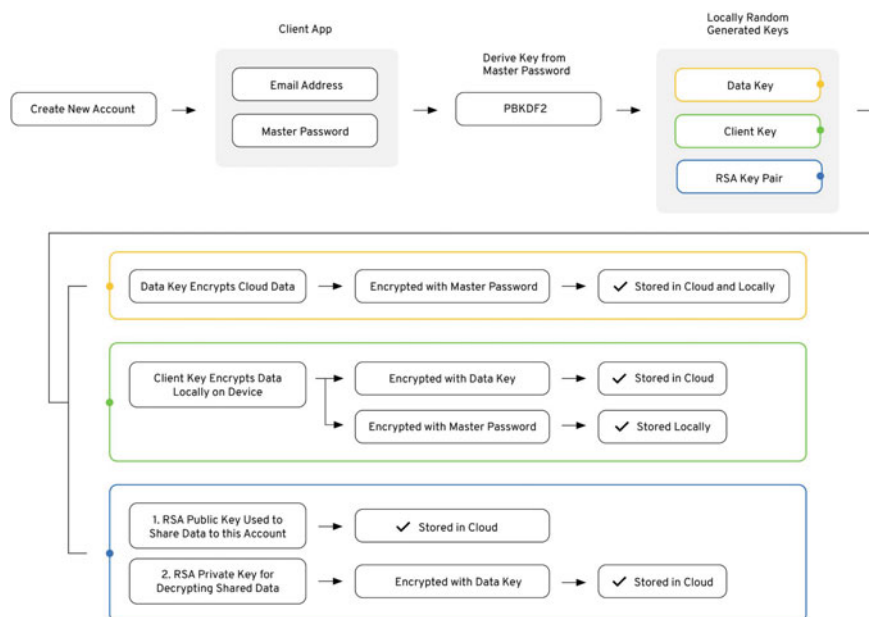 Client App
Locally Random
Generated Keys
Derive Key from
Master Password
Create New Account
Email Address
Master Password
PBKDF2
Data Key
Client Key
RSA Key Pair
Data Key Encrypts Cloud Data
Encrypted with Master Password
✓ Stored in Cloud and Locally
Client Key Encrypts Data
Locally on Device
Encrypted with Data Key
✓ Stored in Cloud
Encrypted with Master Password
✓ Stored Locally
1. RSA Public Key Used to
Share Data to this Account
✓ Stored in Cloud
2. RSA Private Key for
Decrypting Shared Data
Encrypted with Data Key
✓ Stored in Cloud